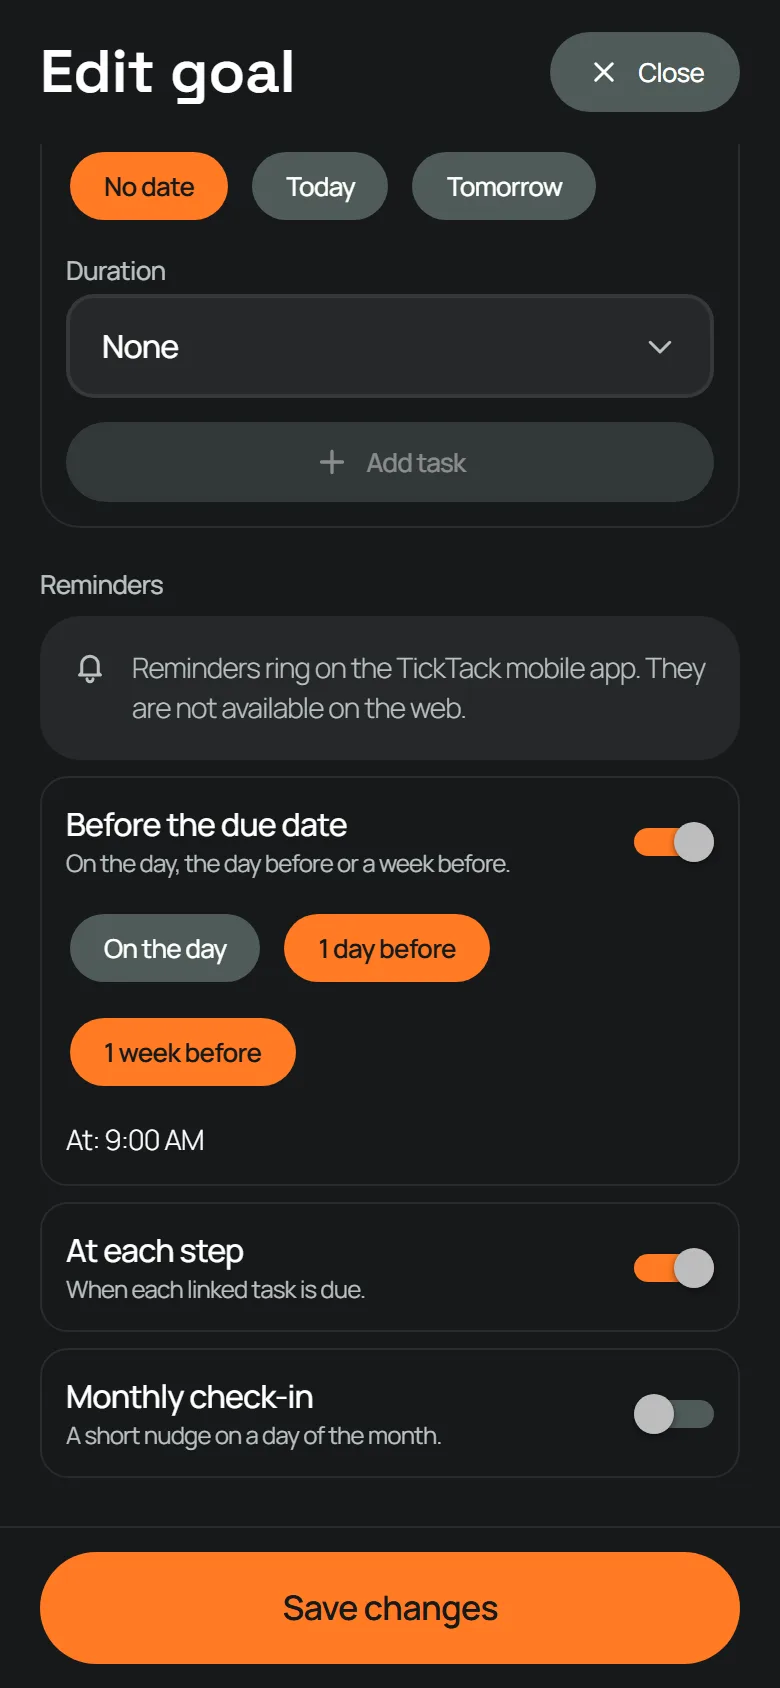 Edit goal
Close
No date
Today
Tomorrow
Duration
None
Add task
Reminders
Reminders ring on the TickTack mobile app. They
are not available on the web.
Before the due date
On the day, the day before or a week before.
On the day
1 day before
1 week before
At: 9:00 AM
At each step
When each linked task is due.
Monthly check-in
A short nudge on a day of the month.
Save changes